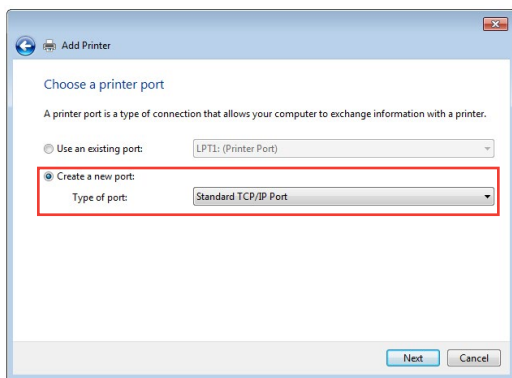 Add Printer
Choose a printer port
A printer port is a type of connection that allows your computer to exchange information with a printer.
Use an existing port: LPT1: (Printer Port)
Create a new port:
Type of port: Standard TCP/IP Port
Next Cancel